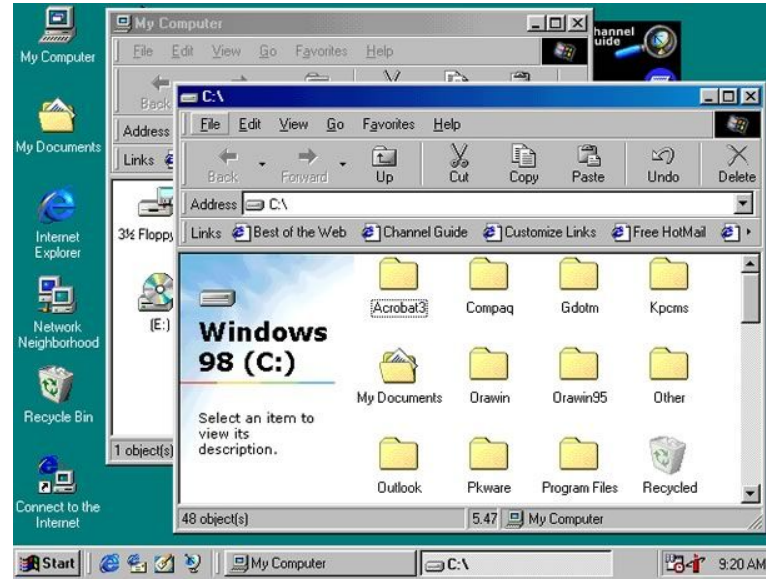 My Computer
My Documents
Internet
Explorer
Network
Neighborhood
Recycle Bin
Connect to the
Internet
My Computer
File Edit View Go Favorites Help
Back
Address
Links
3½ Floppy
(E:)
1 object(s)
hannel
uide
C:\
File Edit View Go Favorites Help
Back Forward Up Cut Copy Paste Undo Delete
Address C:\
Links Best of the Web Channel Guide Customize Links Free HotMail
Windows
98 (C:)
Select an item to
view its
description.
Acrobat3 Compaq Gdotm Kpcms
My Documents Orawin Orawin95 Other
Outlook Pkware Program Files Recycled
48 object(s) 5.47 My Computer
Start My Computer C:\ 9:20 AM